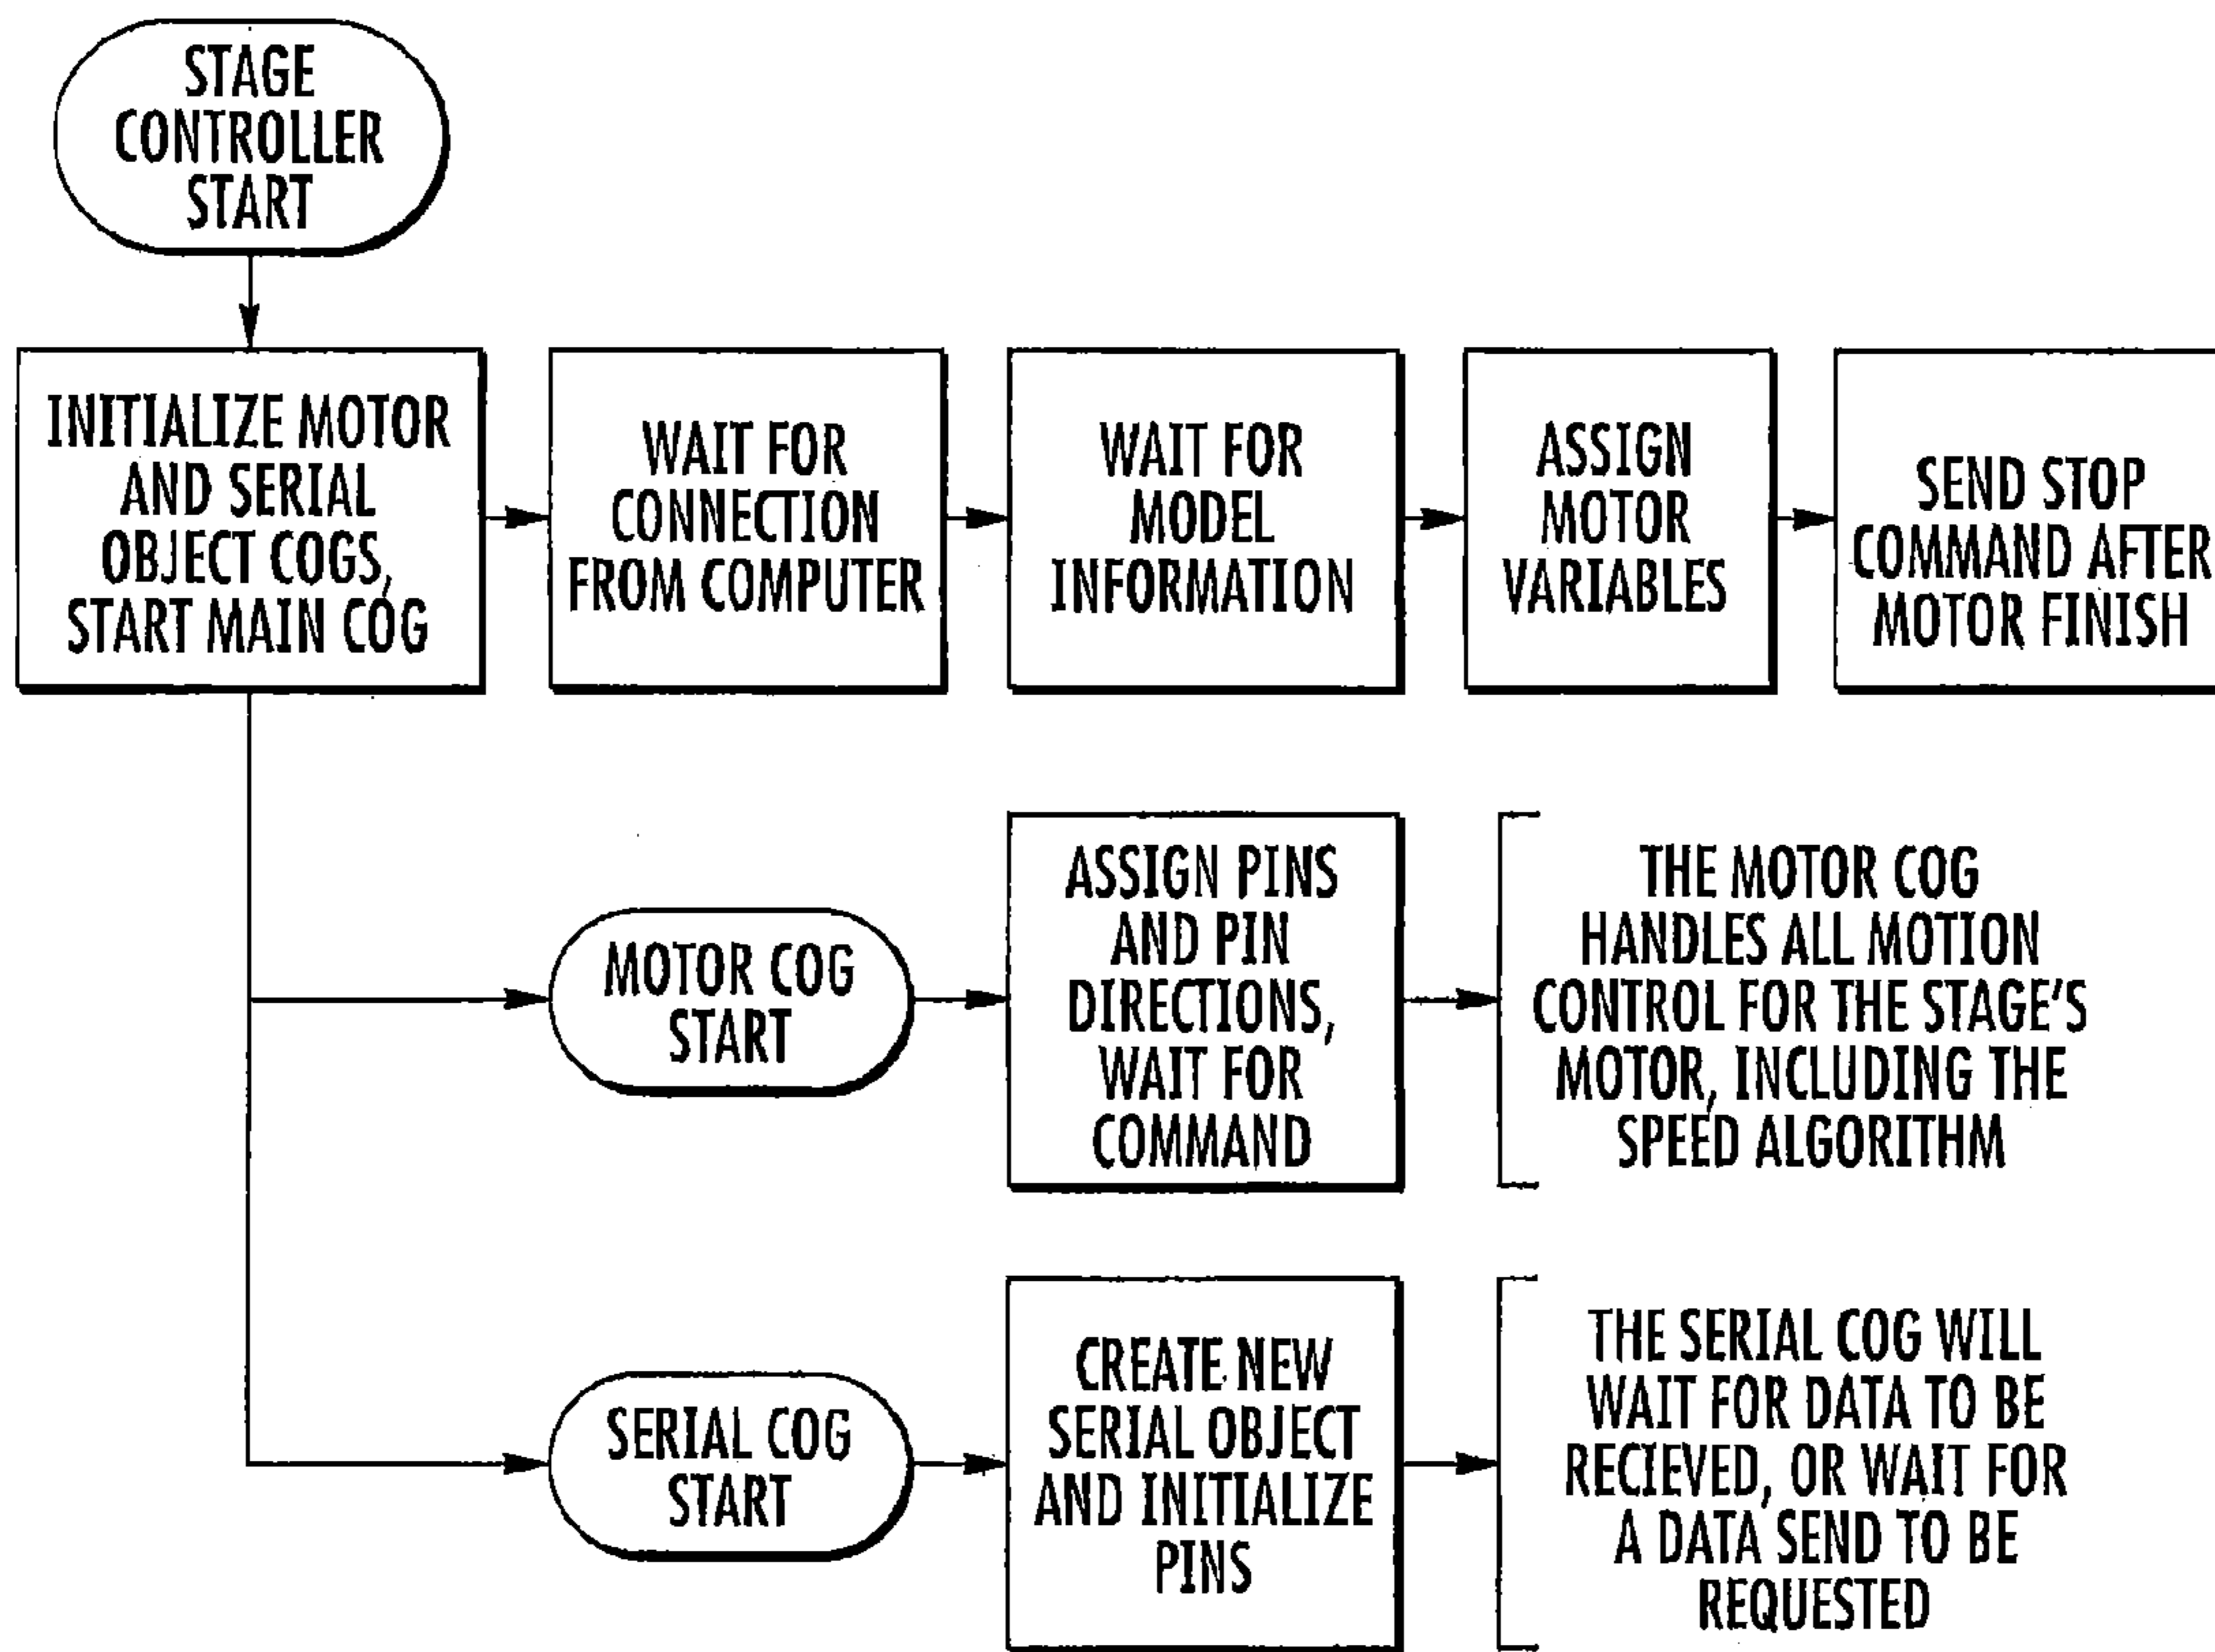 STAGE
CONTROLLER
START
INITIALIZE MOTOR
AND SERIAL
OBJECT COGS,
START MAIN COG
WAIT FOR
CONNECTION
FROM COMPUTER
WAIT FOR
MODEL
INFORMATION
ASSIGN
MOTOR
VARIABLES
SEND STOP
COMMAND AFTER
MOTOR FINISH
MOTOR COG
START
ASSIGN PINS
AND PIN
DIRECTIONS,
WAIT FOR
COMMAND
THE MOTOR COG
HANDLES ALL MOTION
CONTROL FOR THE STAGE'S
MOTOR, INCLUDING THE
SPEED ALGORITHM
SERIAL COG
START
CREATE NEW
SERIAL OBJECT
AND INITIALIZE
PINS
THE SERIAL COG WILL
WAIT FOR DATA TO BE
RECIEVED, OR WAIT FOR
A DATA SEND TO BE
REQUESTED